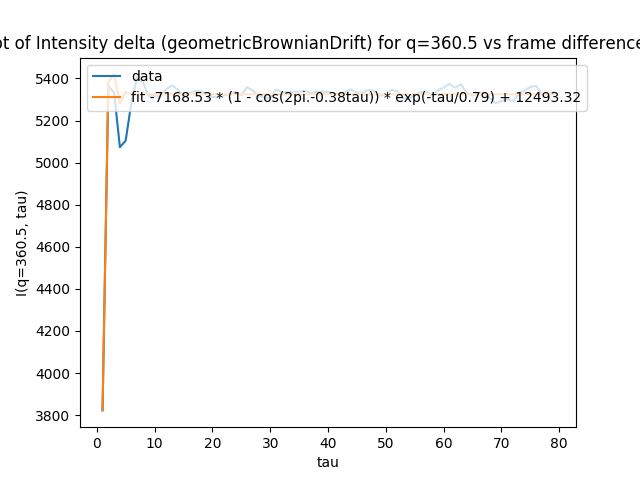 ot of Intensity delta (geometricBrownianDrift) for q=360.5 vs frame difference
data
fit -7168.53 * (1 - cos(2pi.-0.38tau)) * exp(-tau/0.79) + 12493.32
I(q=360.5, tau)
5400
5200
5000
4800
4600
4400
4200
4000
3800
0 10 20 30 40 50 60 70 80
tau